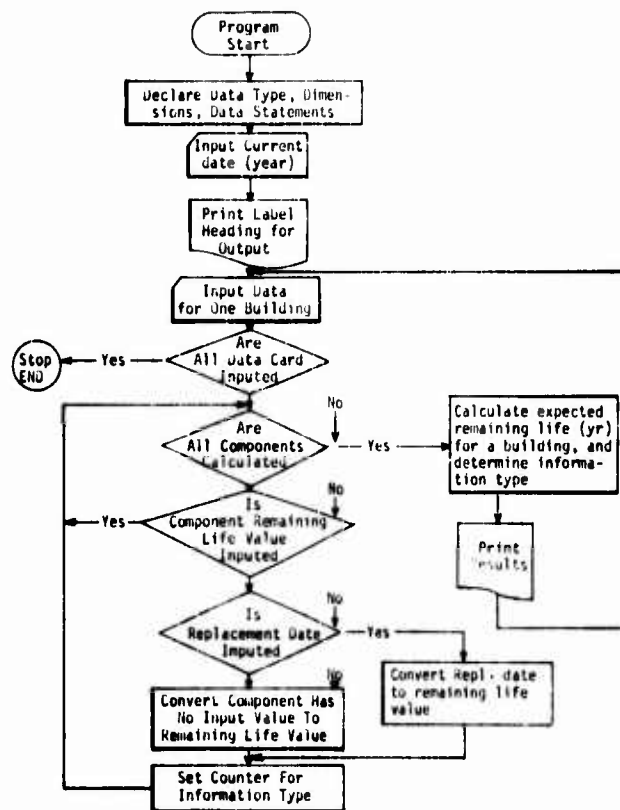 Program
Start
Declare Data Type, Dimen-
sions, Data Statements
Input Current
date (year)
Print Label
Heading for
Output
Input Data
for One Building
Are
All Data Card
Inputed
Yes
Stop
END
Are
All Components
Calculated
No
Yes
Calculate expected
remaining life (yr)
for a building, and
determine informa-
tion type
Print
Results
Is
Component Remaining
Life Value
Inputed
No
Yes
Is
Replacement Date
Inputed
No
Yes
Convert Repl. date
to remaining life
value
No
Convert Component Has
No Input Value To
Remaining Life Value
Set Counter For
Information Type